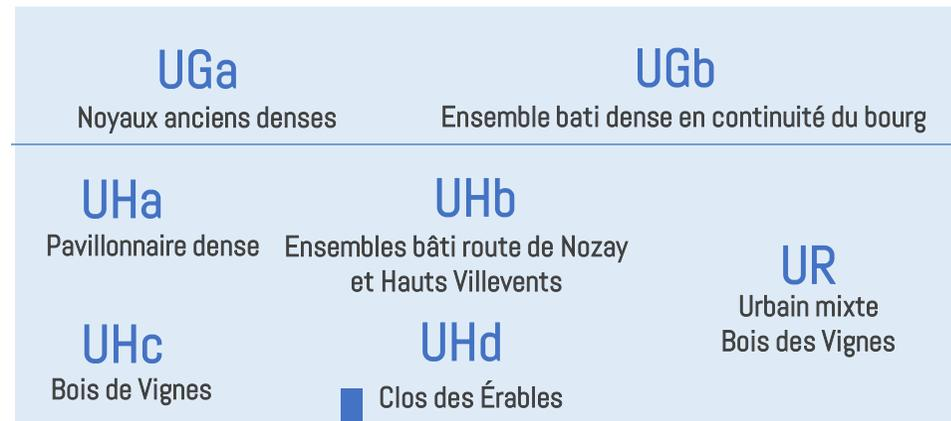 UGa
Noyaux anciens denses
UGb
Ensemble bati dense en continuité du bourg
UHa
Pavillonnaire dense
UHb
Ensembles bâti route de Nozay
et Hauts Villevents
UR
Urbain mixte
Bois des Vignes
UHc
Bois de Vignes
UHd
Clos des Érables